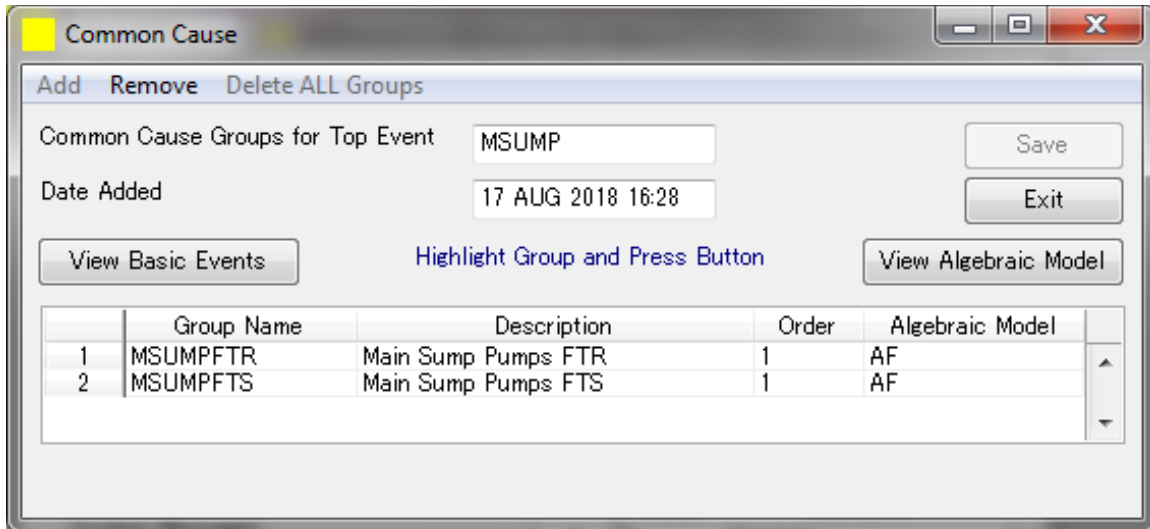 Common Cause
Add Remove Delete ALL Groups
Common Cause Groups for Top Event MSUMP Save
Date Added 17 AUG 2018 16:28 Exit
View Basic Events Highlight Group and Press Button View Algebraic Model
Group Name Description Order Algebraic Model
1 MSUMPFTR Main Sump Pumps FTR 1 AF
2 MSUMPFTS Main Sump Pumps FTS 1 AF